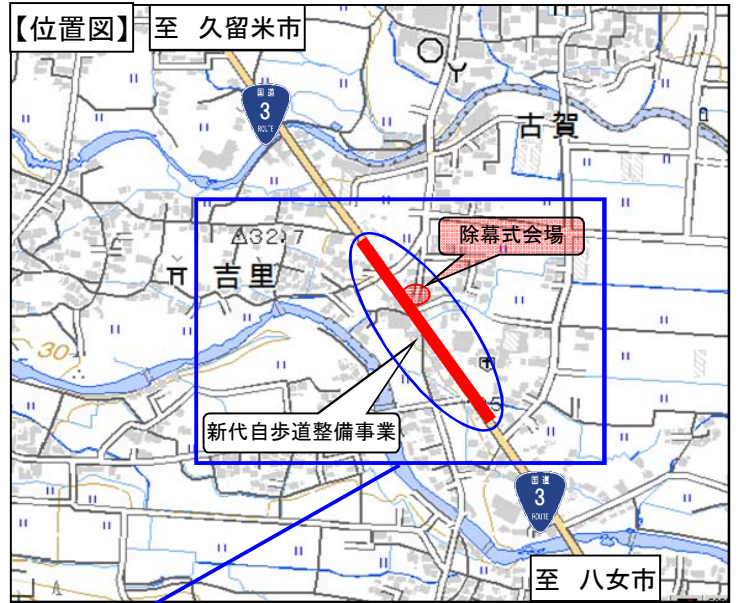 【位置図】
至 久留米市
国道
3
ROUTE
古賀
除幕式会場
32.7
吉里
30
新代自歩道整備事業
国道
3
ROUTE
至 八女市